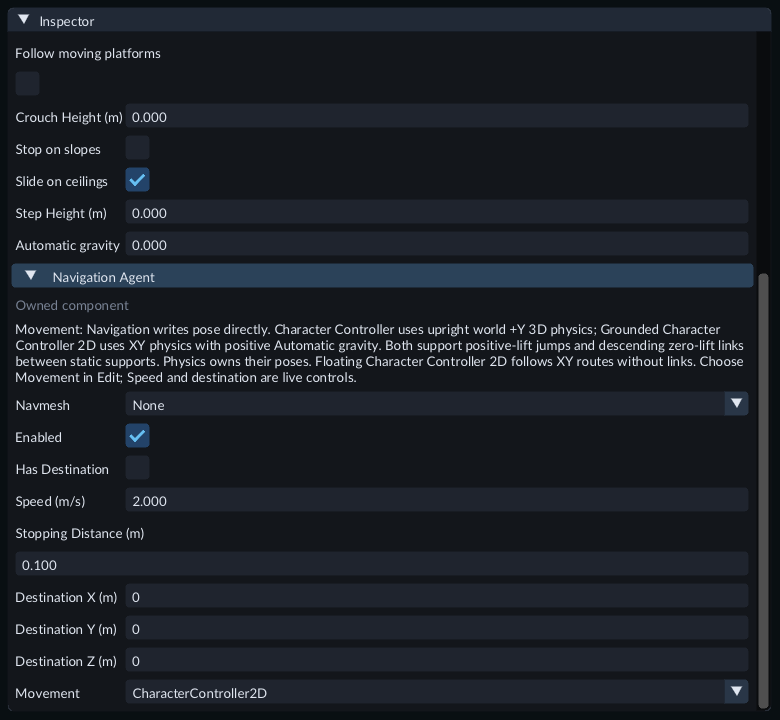 Inspector
Follow moving platforms
Crouch Height (m) 0.000
Stop on slopes
Slide on ceilings
Step Height (m) 0.000
Automatic gravity 0.000
Navigation Agent
Owned component
Movement: Navigation writes pose directly. Character Controller uses upright world +Y 3D physics; Grounded Character
Controller 2D uses XY physics with positive Automatic gravity. Both support positive-lift jumps and descending zero-lift links
between static supports. Physics owns their poses. Floating Character Controller 2D follows XY routes without links. Choose
Movement in Edit; Speed and destination are live controls.
Navmesh None
Enabled
Has Destination
Speed (m/s) 2.000
Stopping Distance (m)
0.100
Destination X (m) 0
Destination Y (m) 0
Destination Z (m) 0
Movement CharacterController2D